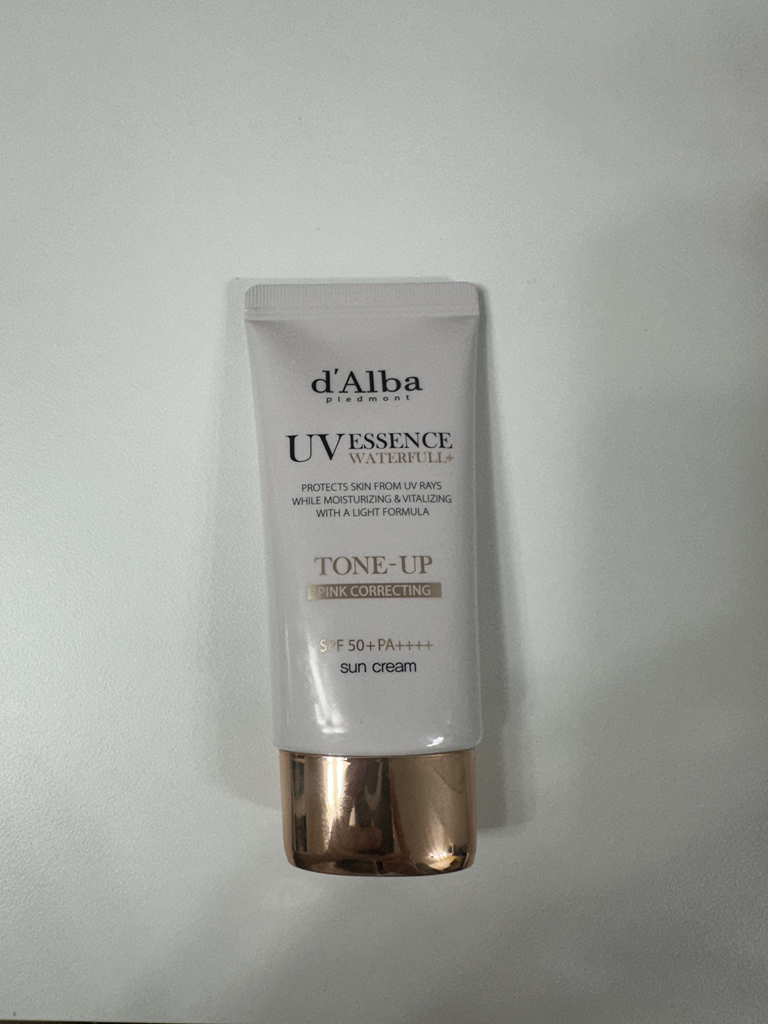 d'Alba
piedmont
UV ESSENCE
WATERFULL+
PROTECTS SKIN FROM UV RAYS
WHILE MOISTURIZING & VITALIZING
WITH A LIGHT FORMULA
TONE-UP
PINK CORRECTING
SPF 50+PA++++
sun cream